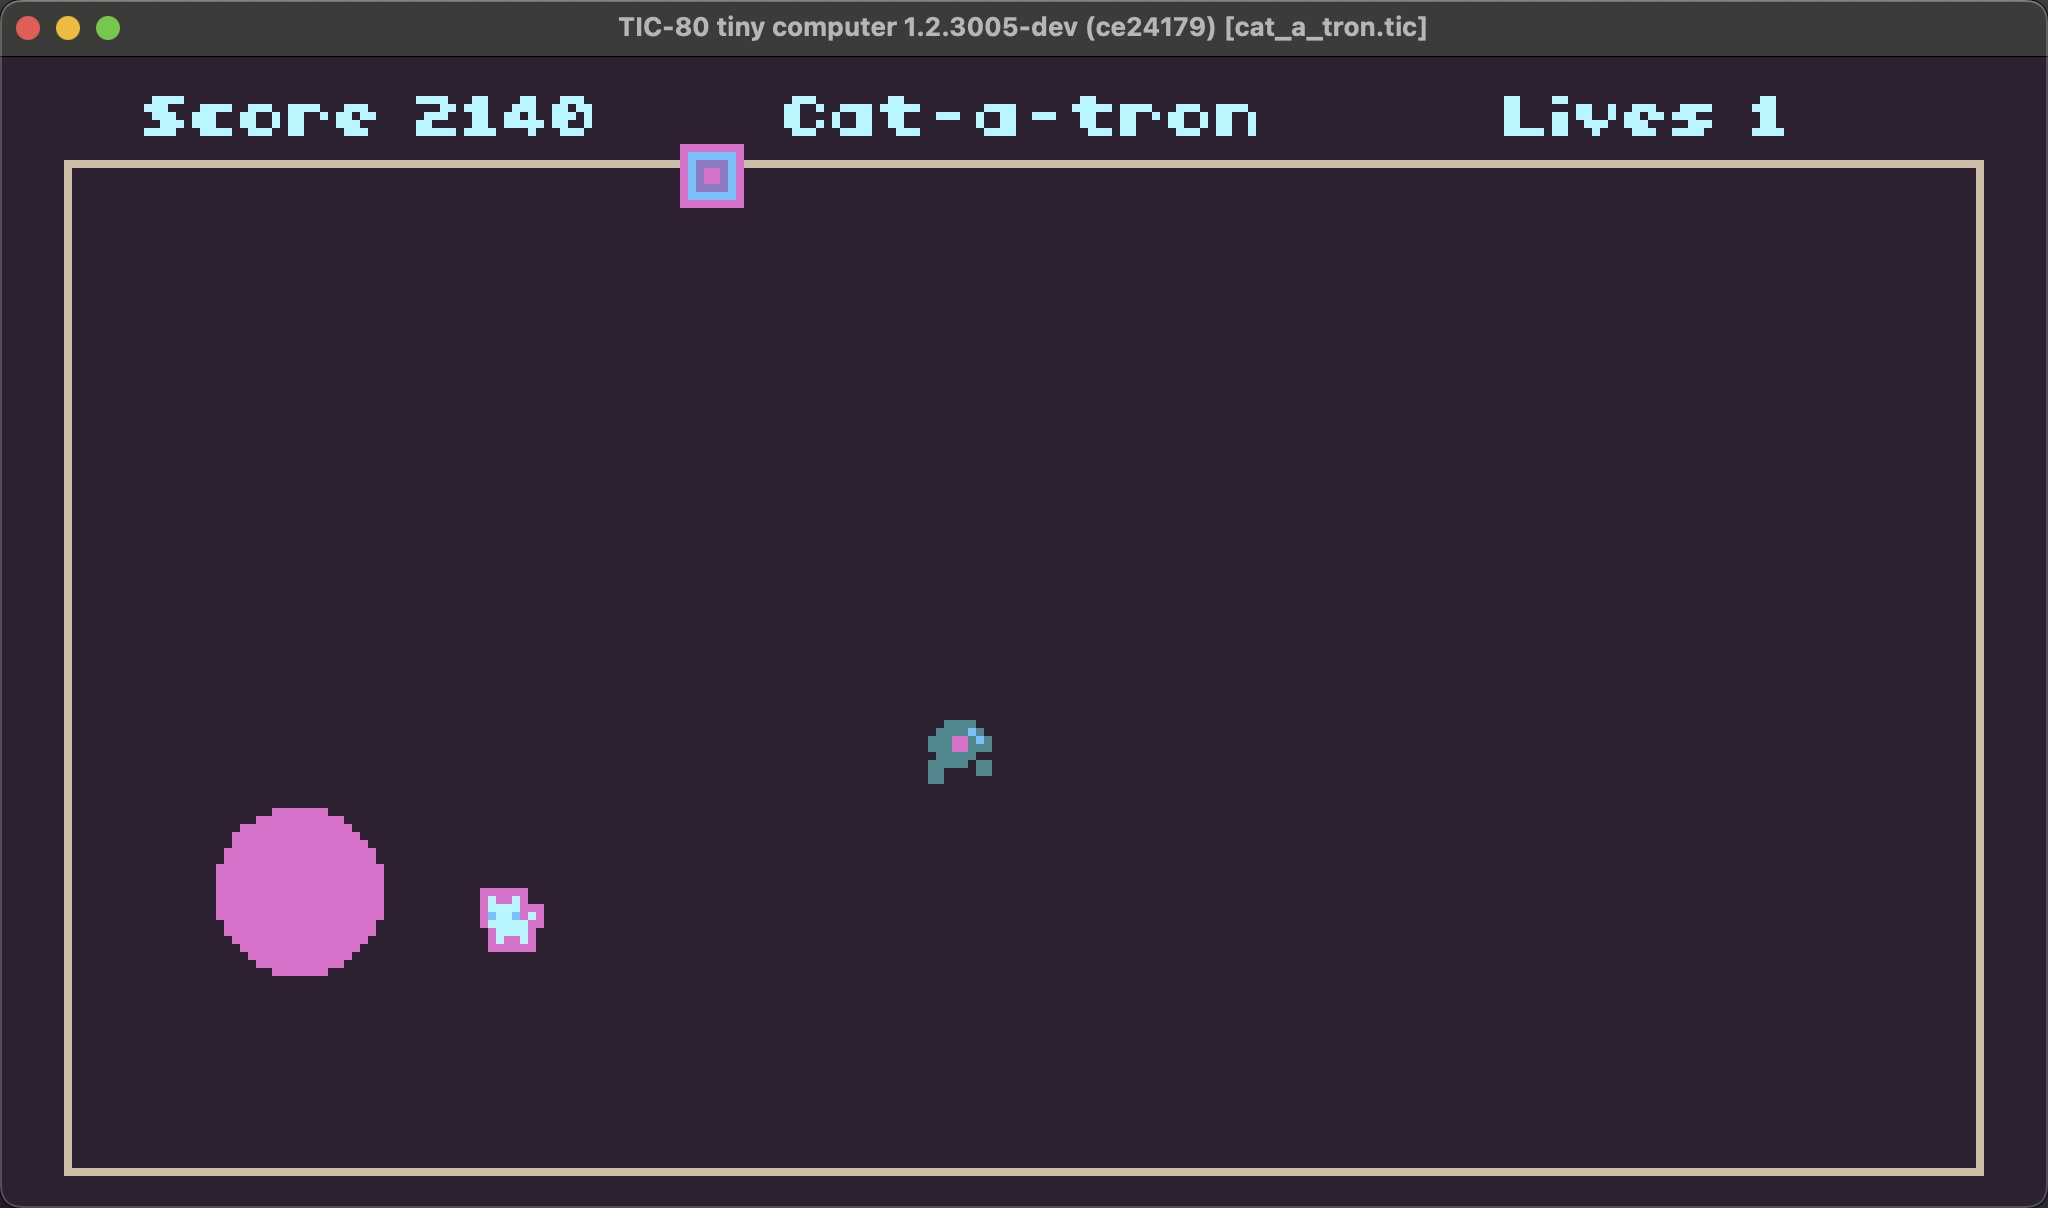 TIC-80 tiny computer 1.2.3005-dev (ce24179) [cat_a_tron.tic]
Score 2140 Cat-a-tron Lives 1